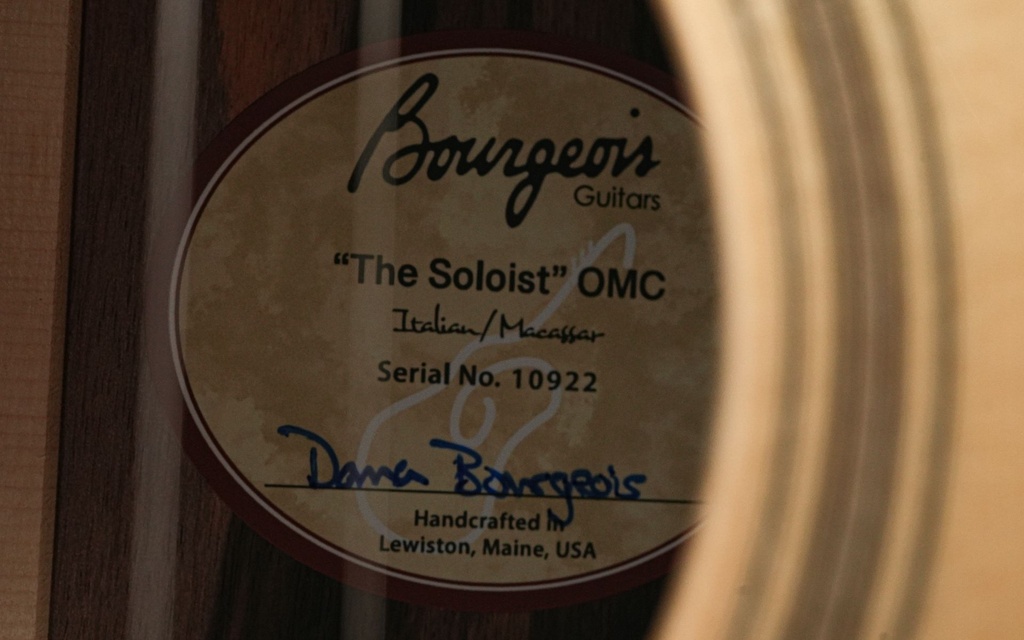 Bourgeois
Guitars
“The Soloist” OMC
Italian/Macassar
Serial No. 10922
Dana Bourgeois
Handcrafted in
Lewiston, Maine, USA